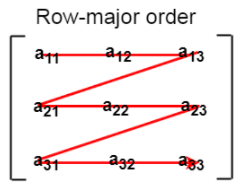 Row-major order
a11 a12 a13
a21 a22 a23
a31 a32 a33